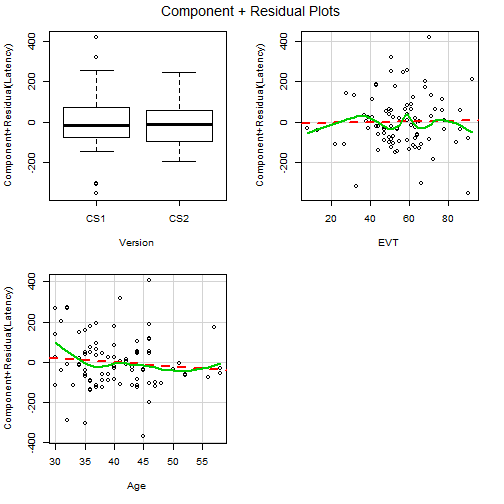 Component + Residual Plots
Component+Residual(Latency)
400
200
0
-200
CS1 CS2
Version
Component+Residual(Latency)
400
200
0
-200
20 40 60 80
EVT
Component+Residual(Latency)
400
200
0
-200
-400
30 35 40 45 50 55
Age